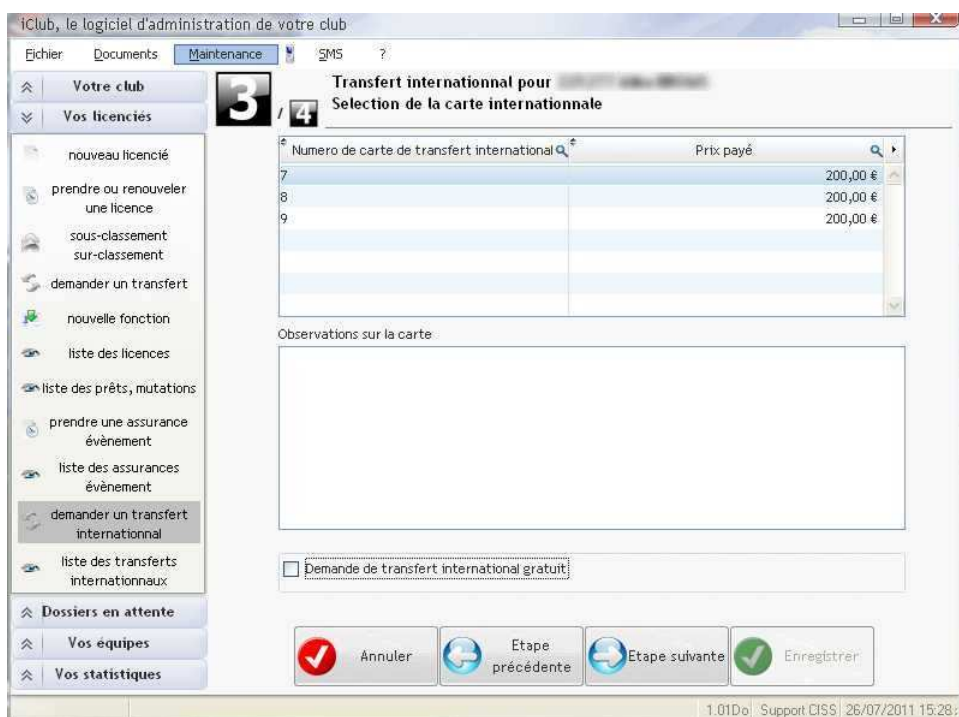 iClub, le logiciel d'administration de votre club
Fichier Documents Maintenance SMS ?
Votre club
Vos licenciés
nouveau licencié
prendre ou renouveler
une licence
sous-classement
sur-classement
demander un transfert
nouvelle fonction
liste des licences
liste des prêts, mutations
prendre une assurance
évènement
liste des assurances
évènement
demander un transfert
internationnal
liste des transferts
internationnaux
Dossiers en attente
Vos équipes
Vos statistiques
3 / 4
Transfert internationnal pour
Selection de la carte internationnale
Numero de carte de transfert international Prix payé
7 200,00 €
8 200,00 €
9 200,00 €
Observations sur la carte
Demande de transfert international gratuit
Annuler
Etape
précédente
Etape suivante
Enregistrer
1.01Do Support CISS 26/07/2011 15:28: